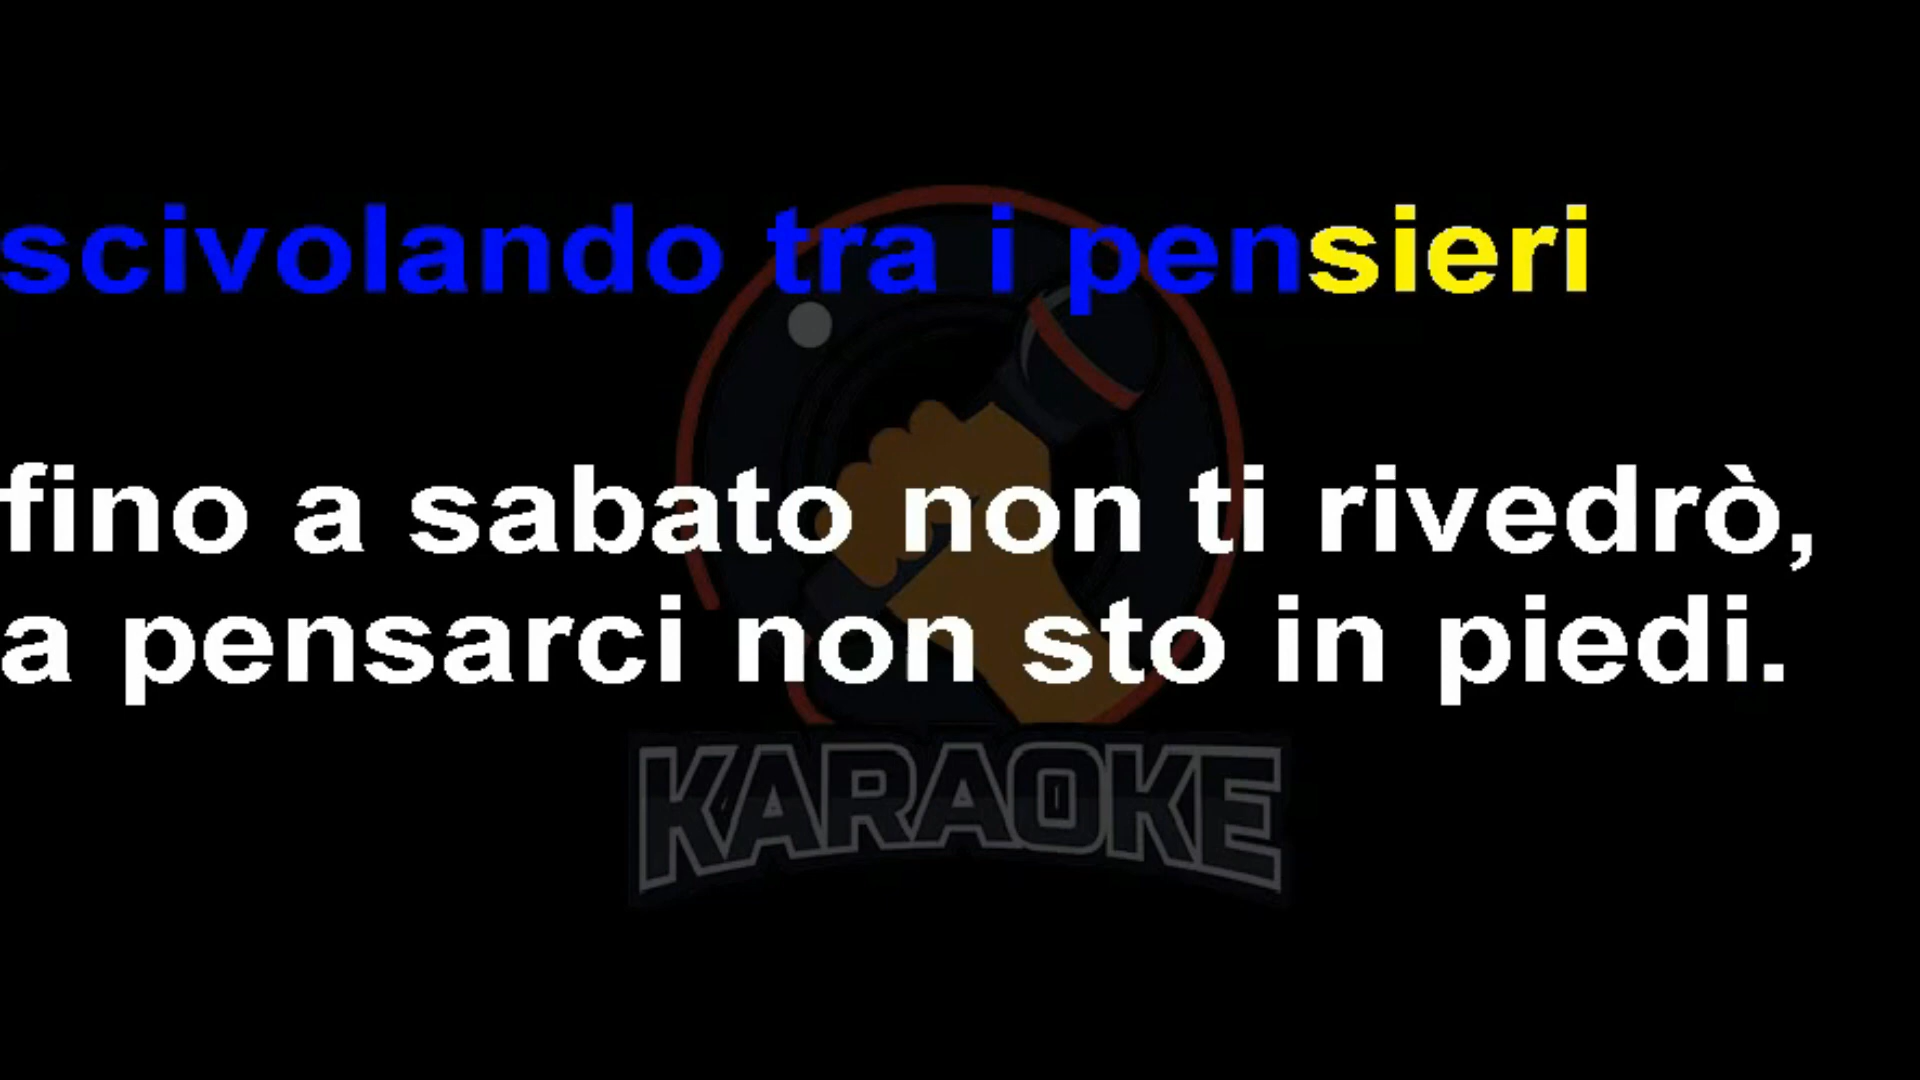 scivolando tra i pensieri
fino a sabato non ti rivedrò,
a pensarci non sto in piedi.
KARAOKE